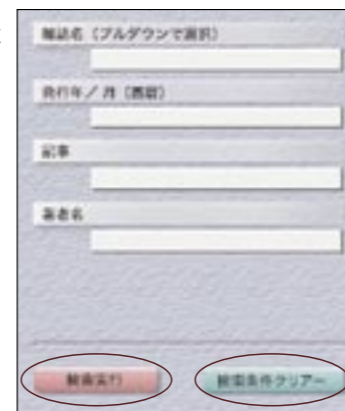 雑誌名（プルダウンで選択）
発行年／月（西暦）
記事
著者名
検索実行
検索条件クリアー